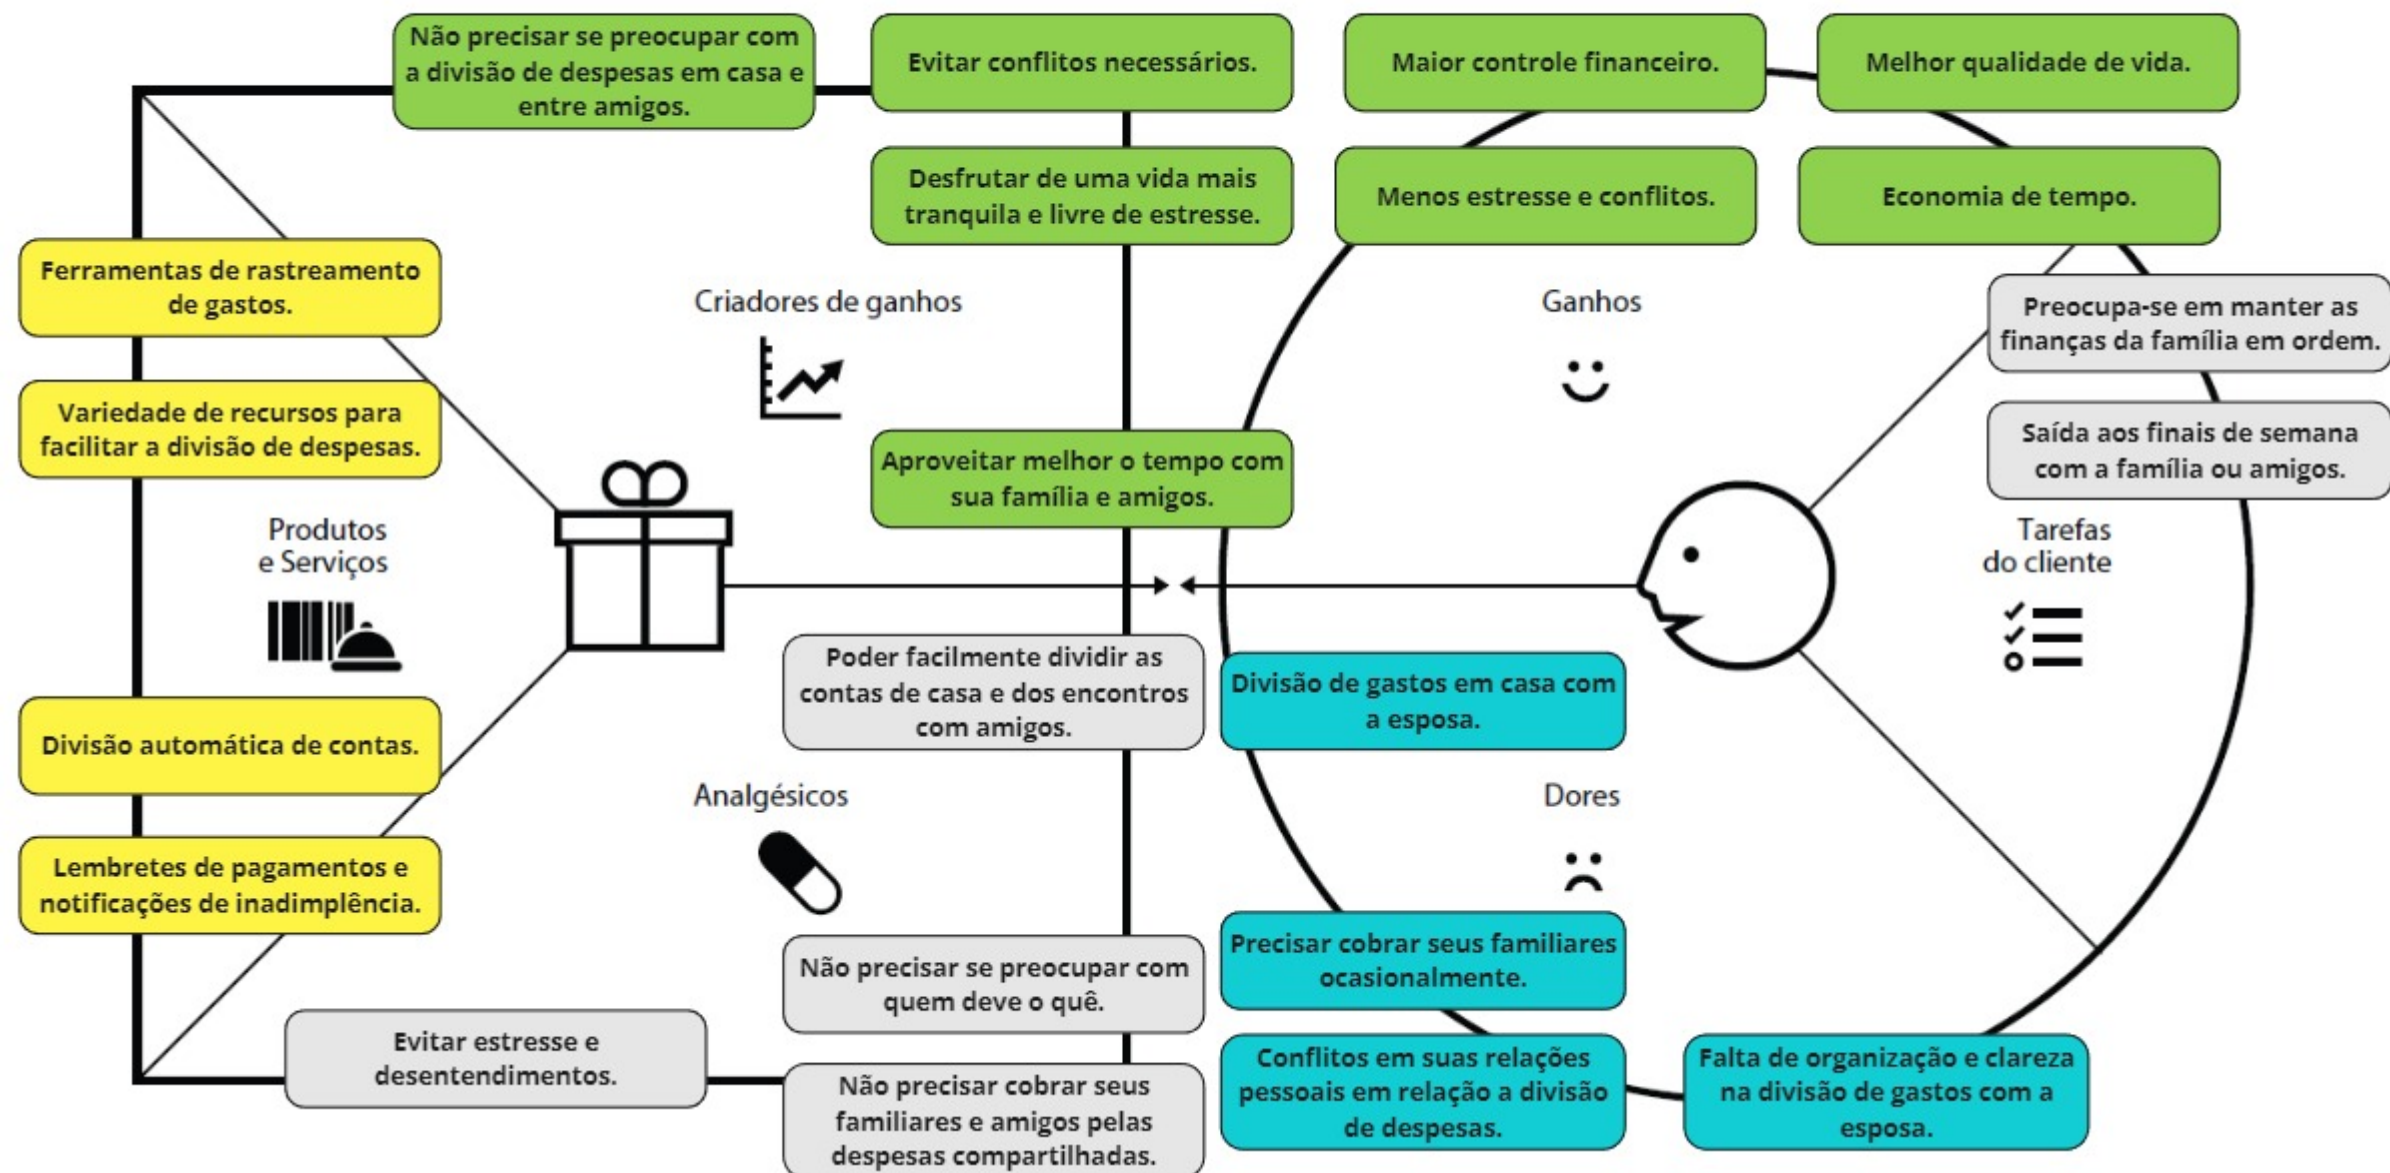 Não precisar se preocupar com
a divisão de despesas em casa e
entre amigos.
Evitar conflitos necessários.
Desfrutar de uma vida mais
tranquila e livre de estresse.
Criadores de ganhos
Aproveitar melhor o tempo com
sua família e amigos.
Ferramentas de rastreamento
de gastos.
Variedade de recursos para
facilitar a divisão de despesas.
Produtos
e Serviços
Divisão automática de contas.
Lembretes de pagamentos e
notificações de inadimplência.
Poder facilmente dividir as
contas de casa e dos encontros
com amigos.
Analgésicos
Não precisar se preocupar com
quem deve o quê.
Evitar estresse e
desentendimentos.
Não precisar cobrar seus
familiares e amigos pelas
despesas compartilhadas.
Maior controle financeiro.
Melhor qualidade de vida.
Menos estresse e conflitos.
Economia de tempo.
Ganhos
Preocupa-se em manter as
finanças da família em ordem.
Saída aos finais de semana
com a família ou amigos.
Tarefas
do cliente
Divisão de gastos em casa com
a esposa.
Dores
Precisar cobrar seus familiares
ocasionalmente.
Conflitos em suas relações
pessoais em relação a divisão
de despesas.
Falta de organização e clareza
na divisão de gastos com a
esposa.